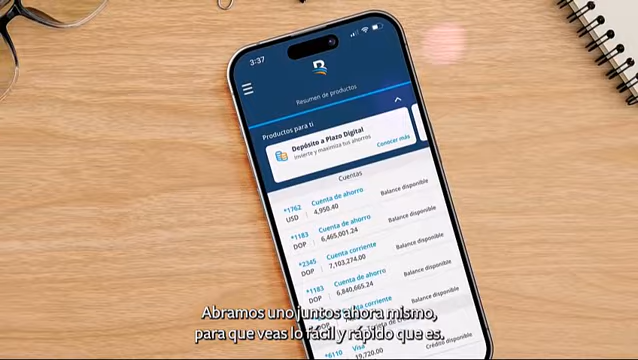 3:37
Resumen de productos
Productos para ti
Depósito a Plazo Digital
Invierte y maximiza tus ahorros
Conocer más
Cuentas
*1762 Cuenta de ahorro
USD 4,950.40 Balance disponible
*1183 Cuenta de ahorro
DOP 6,465,001.24 Balance disponible
*2345 Cuenta corriente
DOP 7,103,274.00 Balance disponible
*1183 Cuenta de ahorro
DOP 6,840,665.24 Balance disponible
corriente
*6110 Visa
19,720.00
Abramos uno juntos ahora mismo,
para que veas lo fácil y rápido que es.